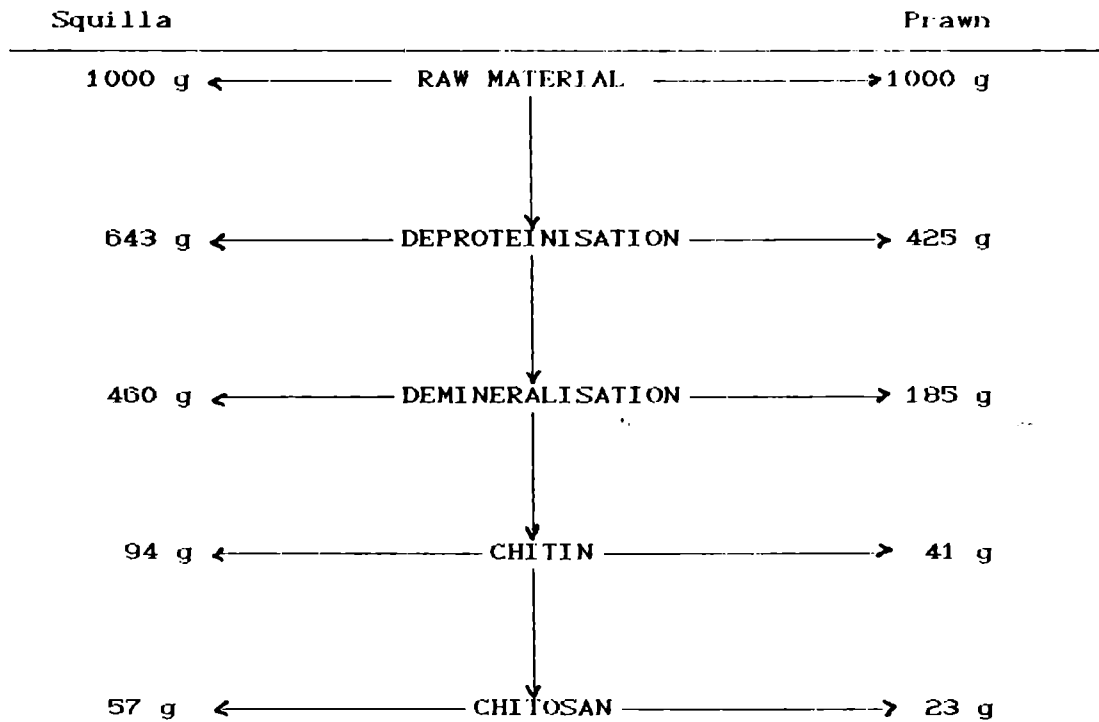 Squilla Prawn
1000 g RAW MATERIAL 1000 g
643 g DEPROTEINISATION 425 g
460 g DEMINERALISATION 185 g
94 g CHITIN 41 g
57 g CHITOSAN 23 g